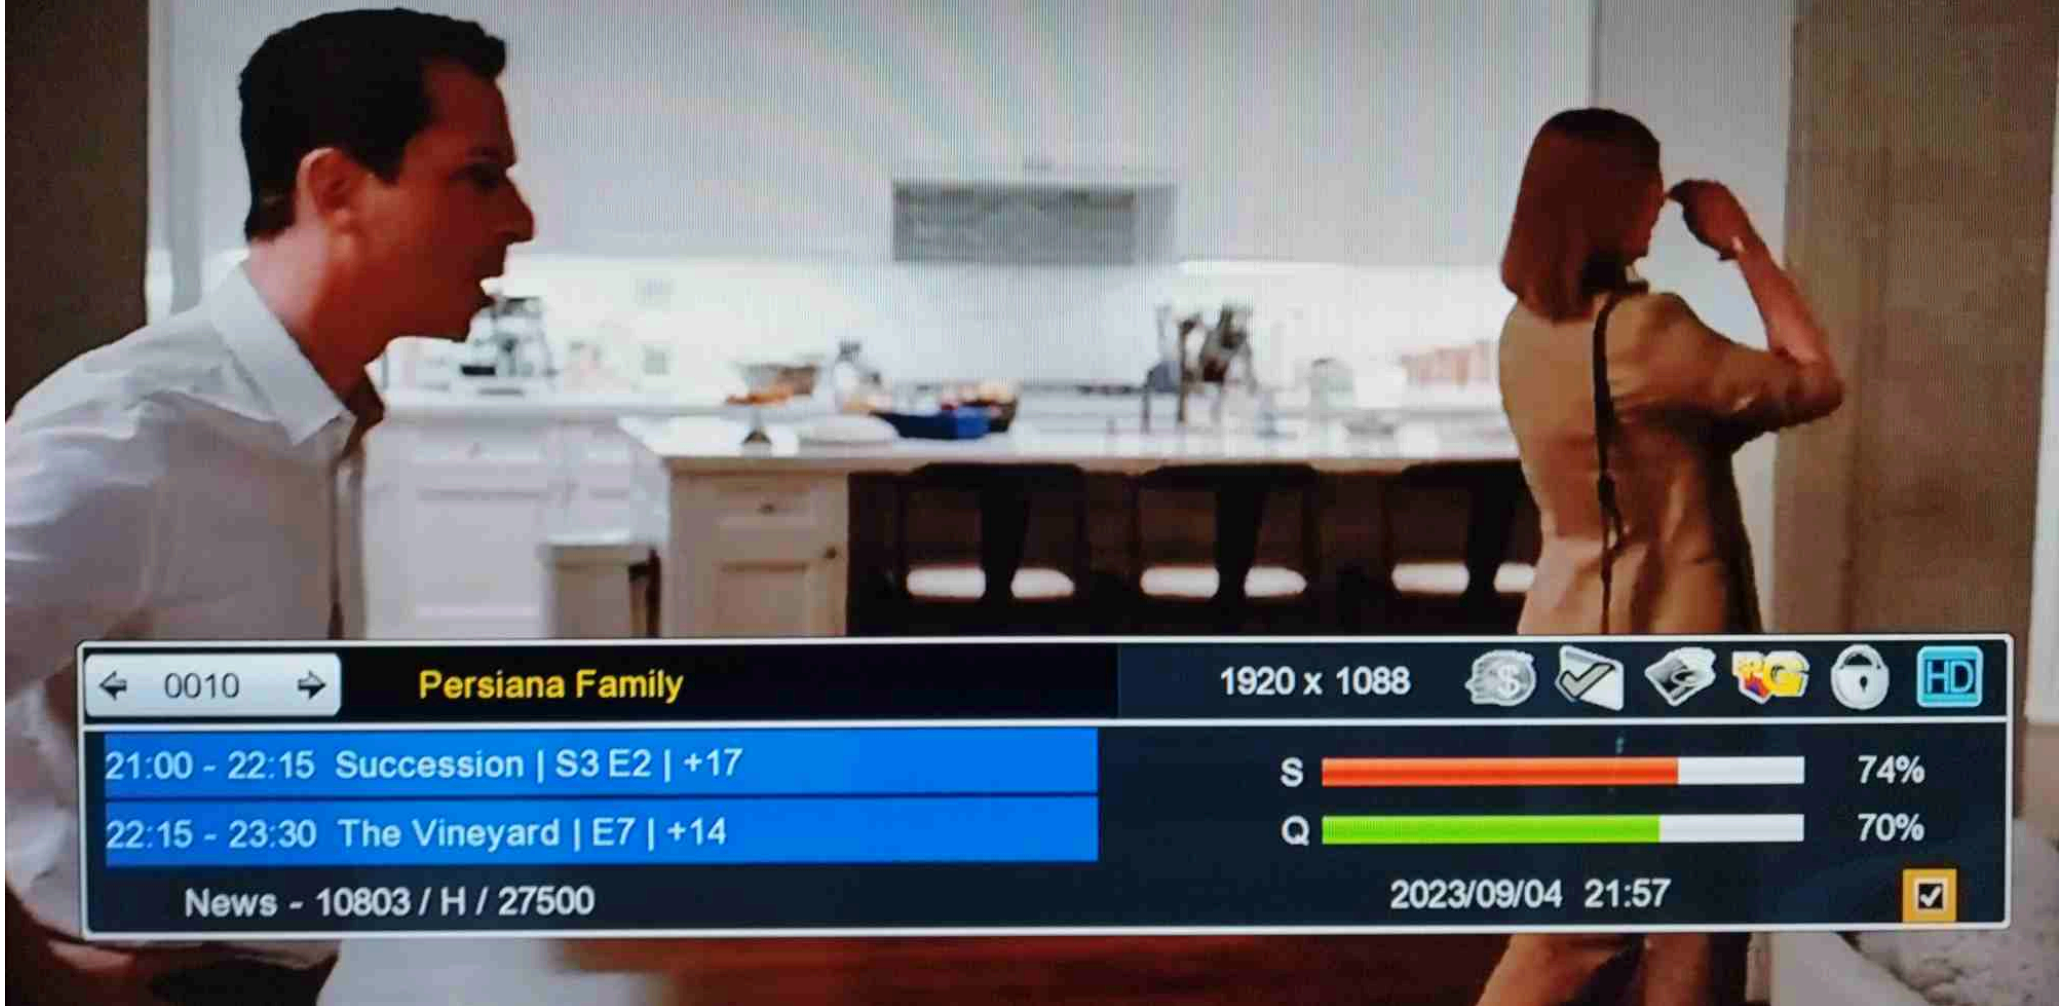 0010 Persiana Family 1920 x 1088 $ G HD
21:00 - 22:15 Succession | S3 E2 | +17
S 74%
22:15 - 23:30 The Vineyard | E7 | +14
Q 70%
News - 10803 / H / 27500
2023/09/04 21:57